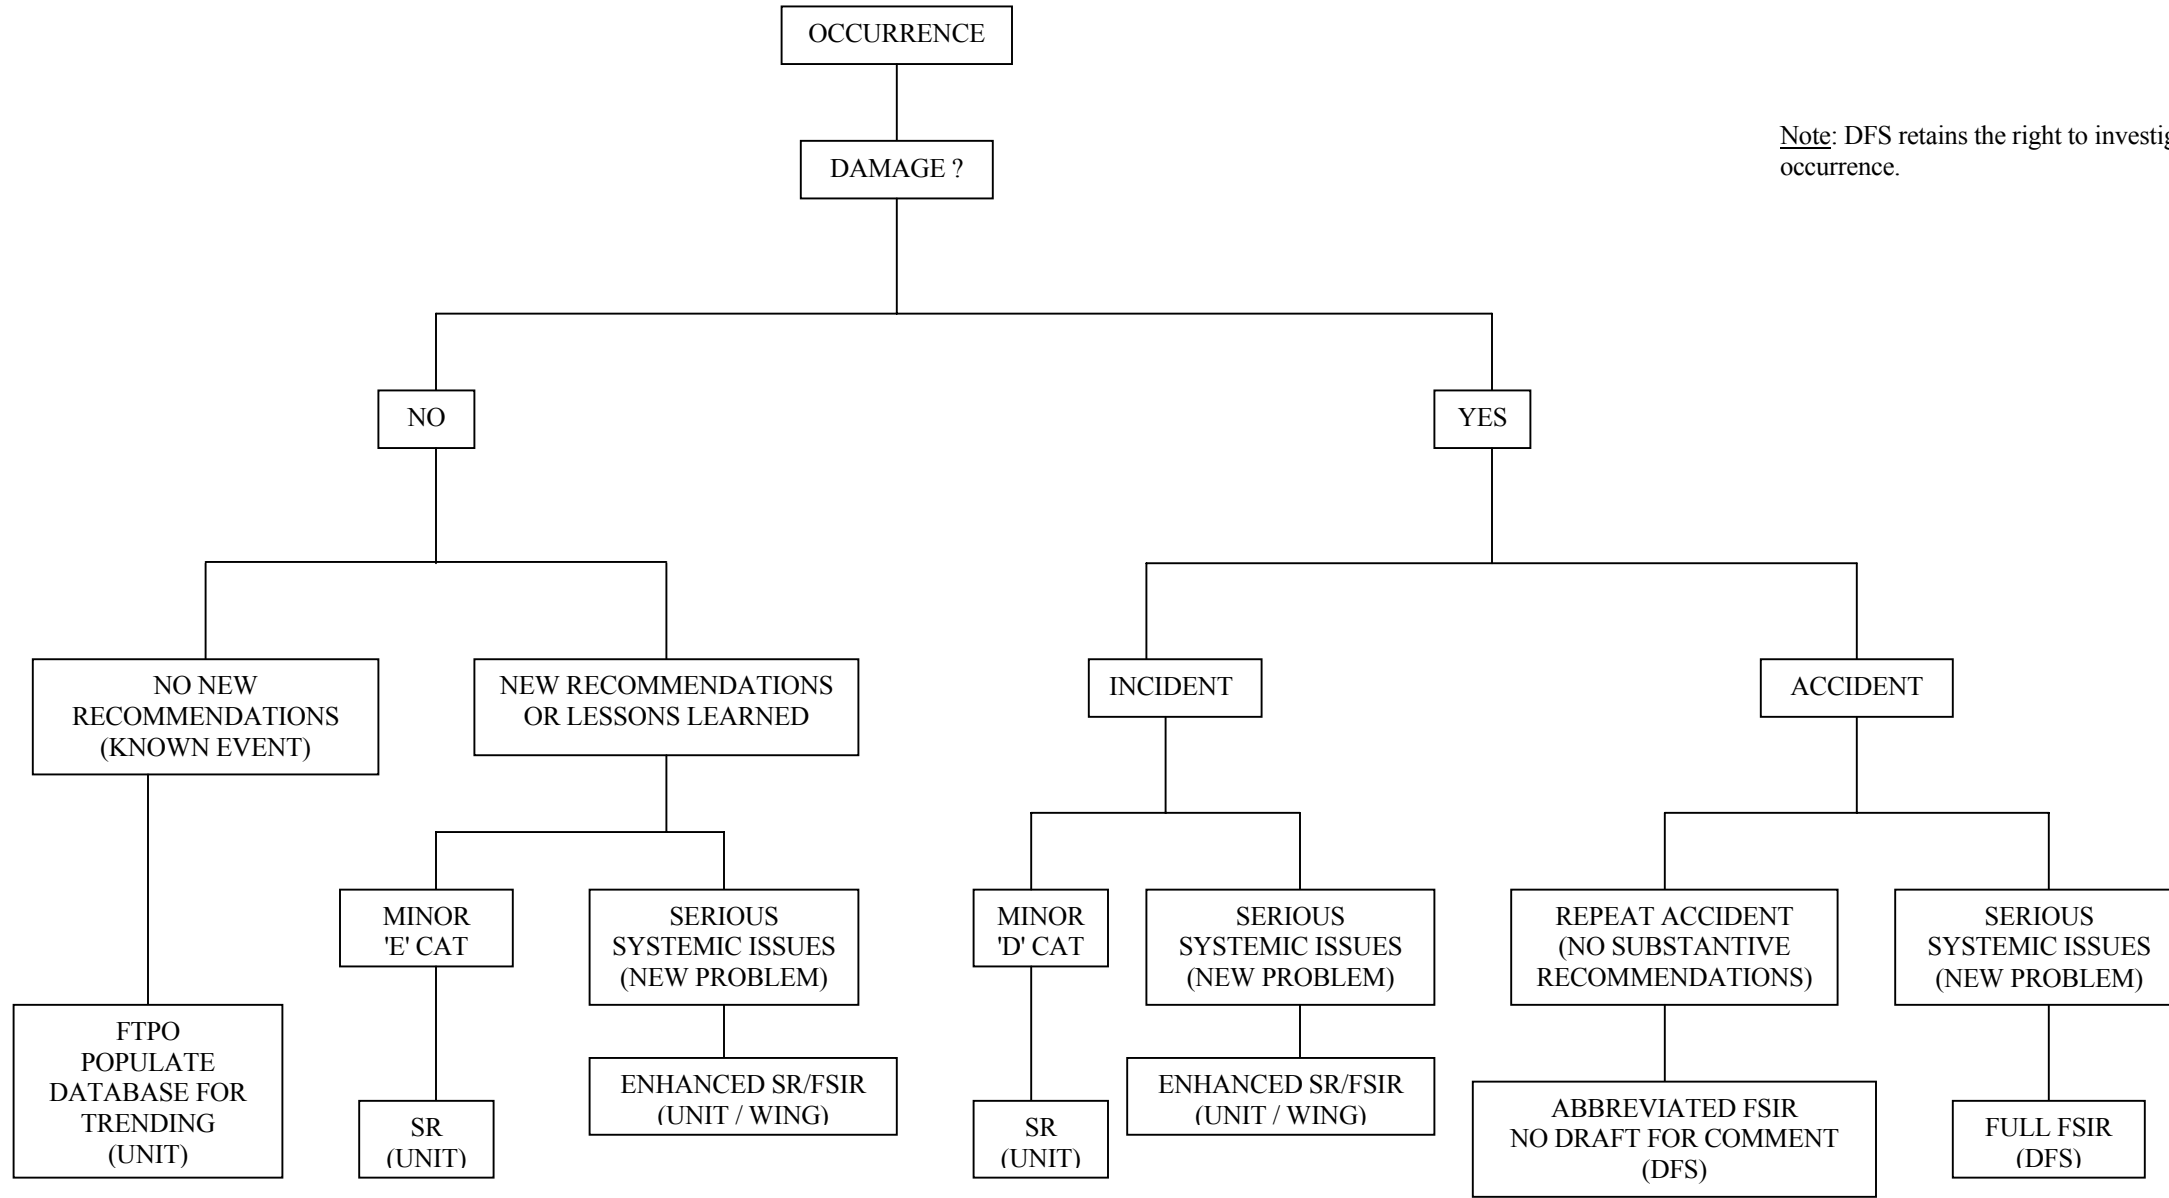 OCCURRENCE
Note: DFS retains the right to
occurrence.
DAMAGE ?
NO
YES
NO NEW
RECOMMENDATIONS
(KNOWN EVENT)
NEW RECOMMENDATIONS
OR LESSONS LEARNED
INCIDENT
ACCIDENT
MINOR
'E' CAT
SERIOUS
SYSTEMIC ISSUES
(NEW PROBLEM)
MINOR
'D' CAT
SERIOUS
SYSTEMIC ISSUES
(NEW PROBLEM)
REPEAT ACCIDENT
(NO SUBSTANTIVE
RECOMMENDATIONS)
SERIOUS
SYSTEMIC ISSUES
(NEW PROBLEM)
FTPO
POPULATE
DATABASE FOR
TRENDING
(UNIT)
SR
(UNIT)
ENHANCED SR/FSIR
(UNIT / WING)
SR
(UNIT)
ENHANCED SR/FSIR
(UNIT / WING)
ABBREVIATED FSIR
NO DRAFT FOR COMMENT
(DFS)
FULL FSIR
(DFS)